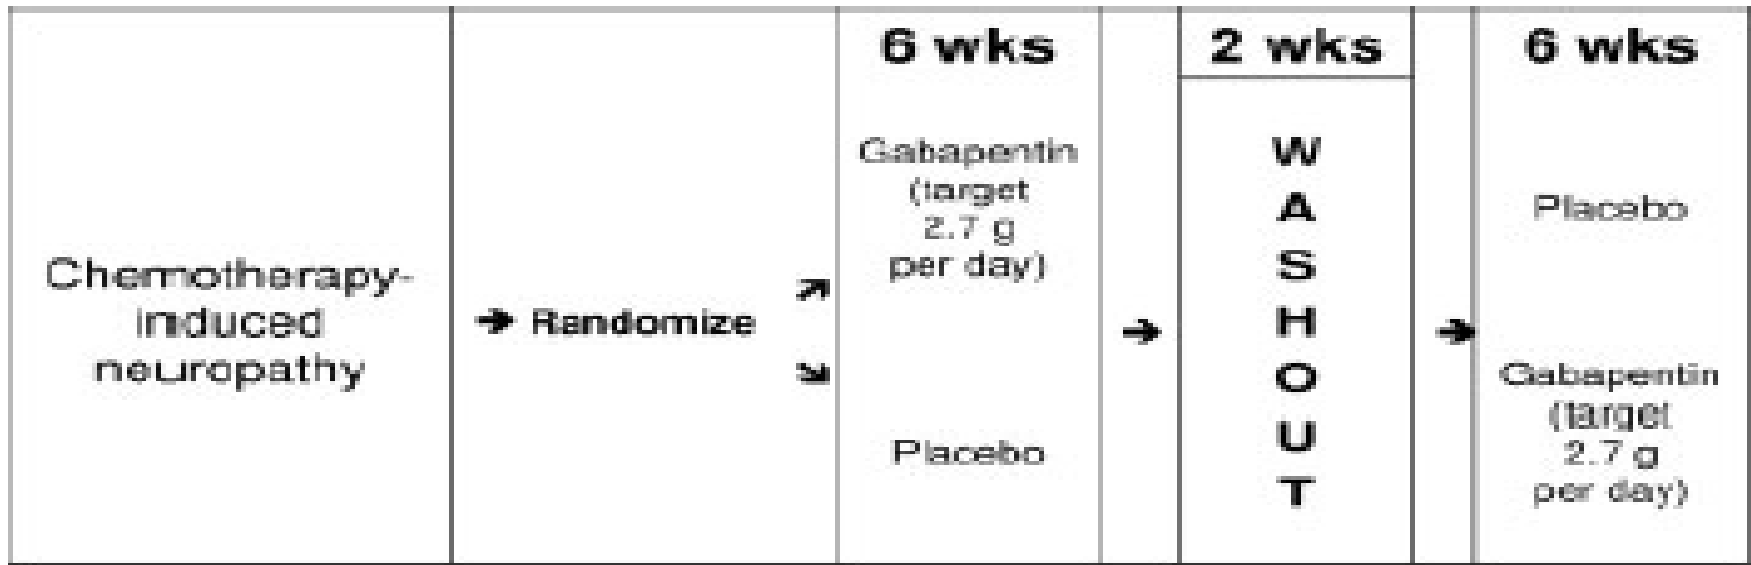 Chemotherapy-
induced
neuropathy
➔ Randomize
6 wks
Gabapentin
(target
2.7 g
per day)
Placebo
2 wks
W
A
S
H
O
U
T
6 wks
Placebo
Gabapentin
(target
2.7 g
per day)